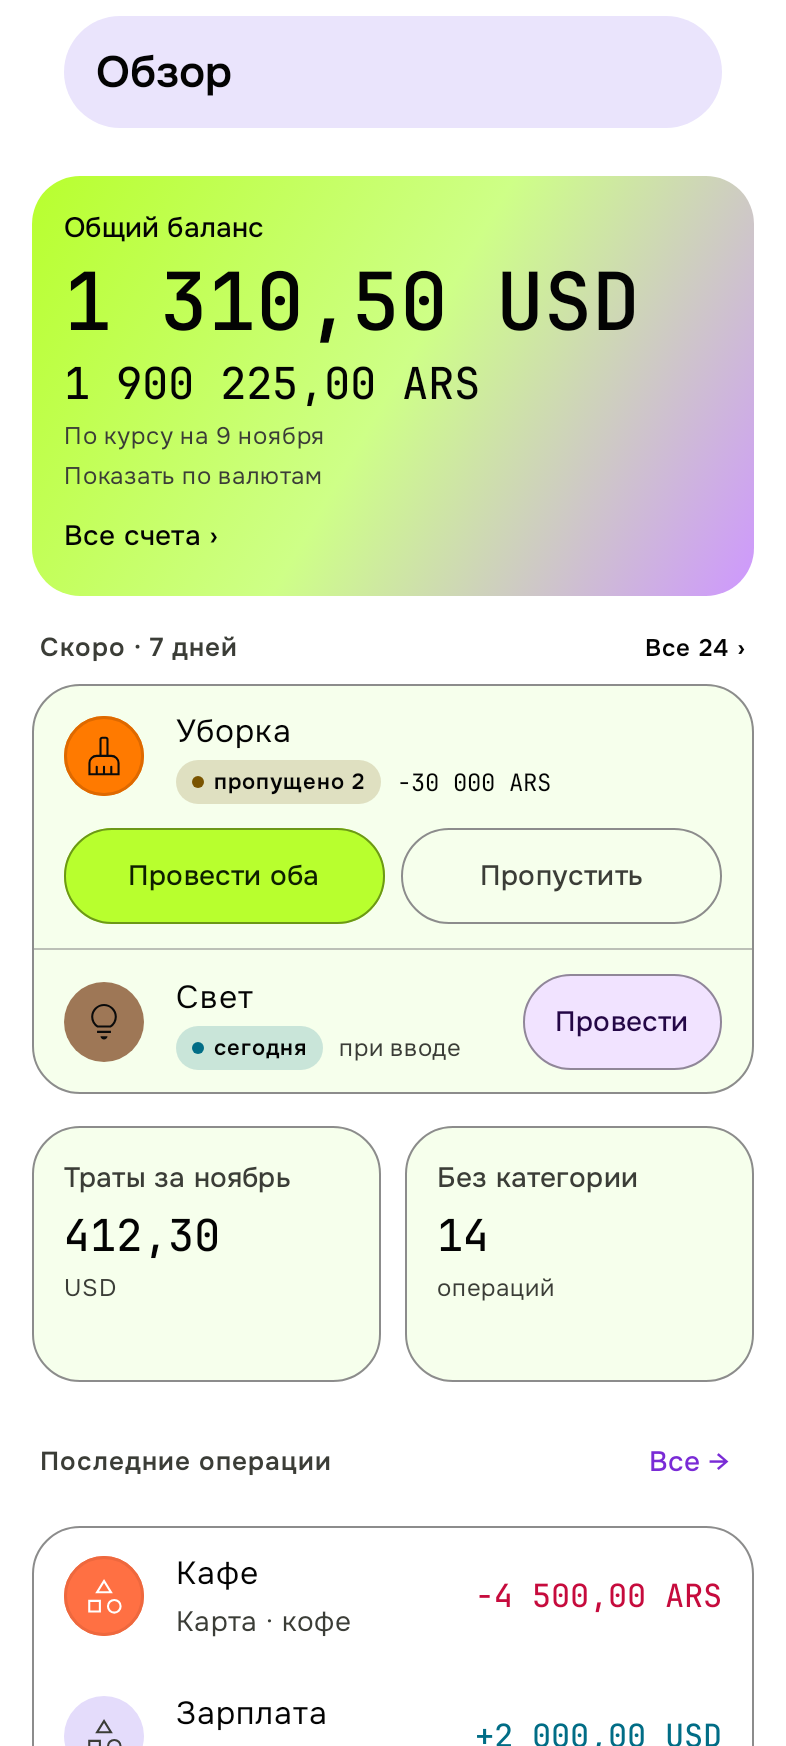 Обзор
Общий баланс
1 310,50 USD
1 900 225,00 ARS
По курсу на 9 ноября
Показать по валютам
Все счета ›
Скоро · 7 дней
Все 24 ›
Уборка
пропущено 2
-30 000 ARS
Провести оба
Пропустить
Свет
сегодня
при вводе
Провести
Траты за ноябрь
412,30
USD
Без категории
14
операций
Последние операции
Все →
Кафе
Карта · кофе
-4 500,00 ARS
Зарплата
+2 000,00 USD